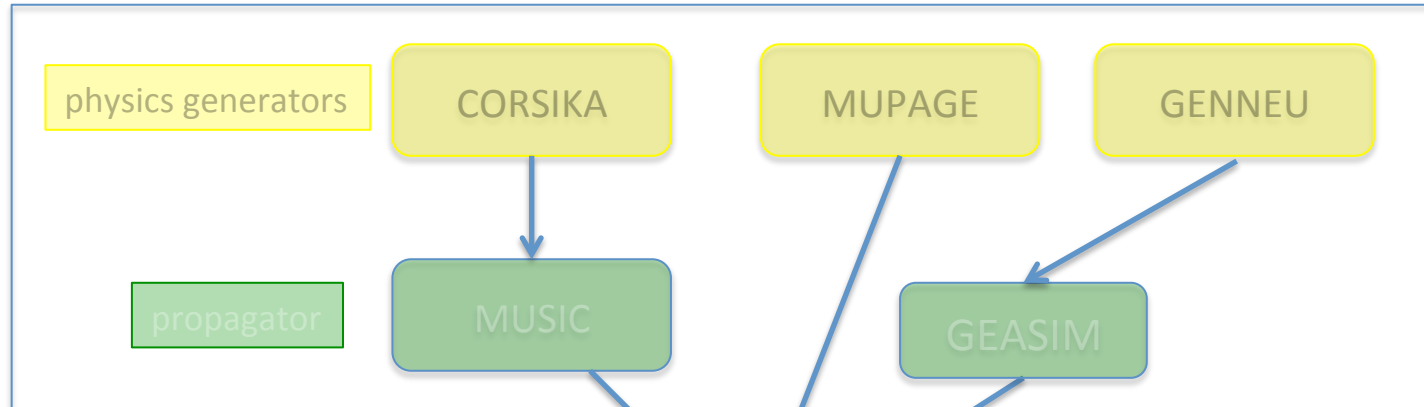 physics generators
CORSIKA
MUPAGE
GENNEU
propagator
MUSIC
GEASIM